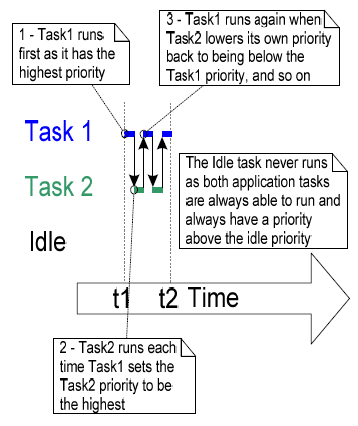 1 - Task1 runs
first as it has the
highest priority
3 - Task1 runs again when
Task2 lowers its own priority
back to being below the
Task1 priority, and so on
Task 1
Task 2
Idle
The Idle task never runs
as both application tasks
are always able to run and
always have a priority
above the idle priority
t1 t2 Time
2 - Task2 runs each
time Task1 sets the
Task2 priority to be
the highest